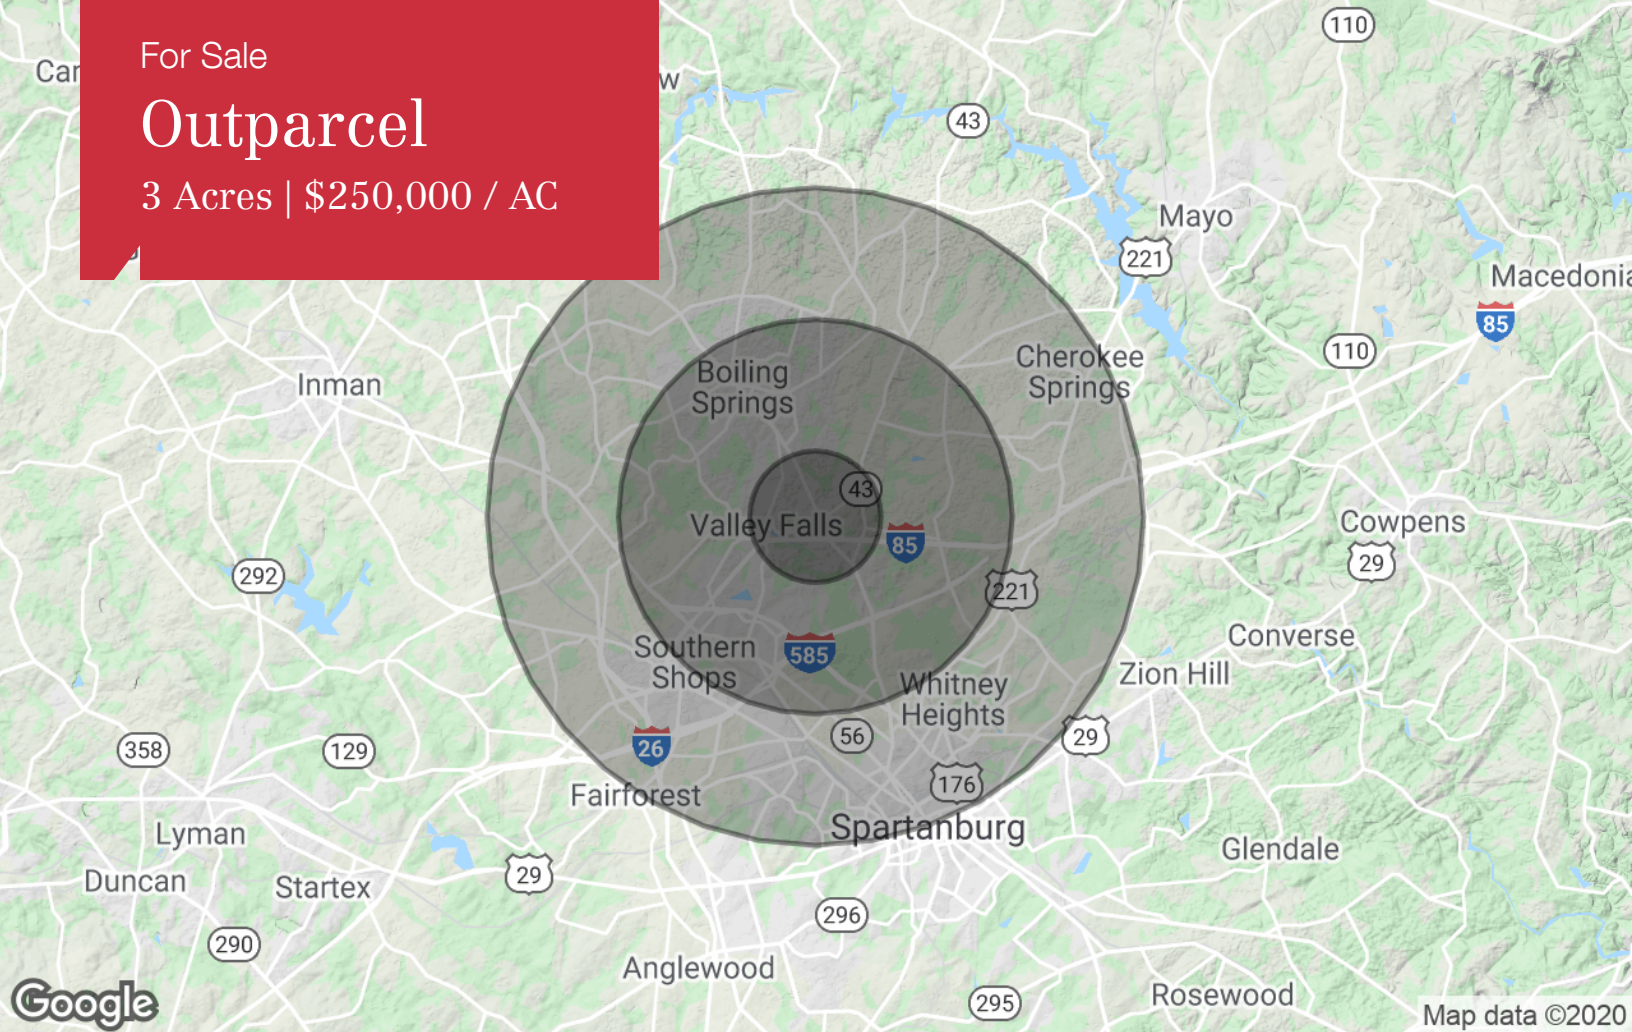 For Sale
Outparcel
3 Acres | $250,000 / AC
110
43
Mayo
221
Macedonia
85
Boiling
Springs
Cherokee
Springs
110
Inman
43
Valley Falls
85
Cowpens
29
292
221
Southern
Shops
585
Converse
Whitney
Heights
Zion Hill
358
129
26
56
29
176
Fairforest
Lyman
Spartanburg
Glendale
Duncan
Startex
29
296
290
Anglewood
Rosewood
295
Google
Map data ©2020